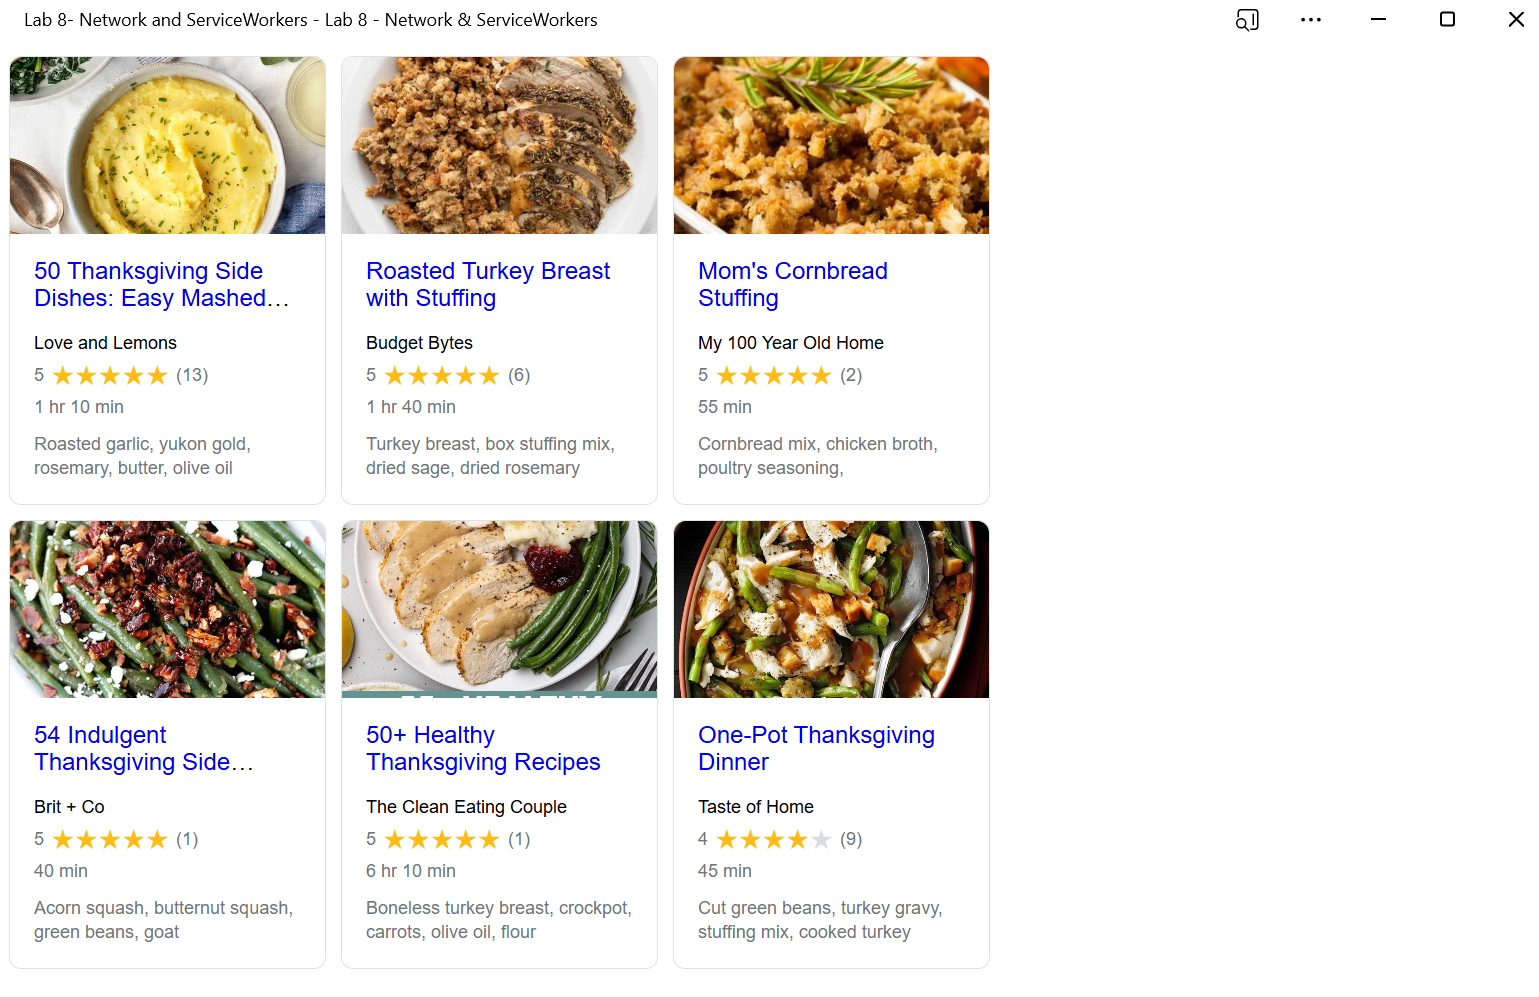 Lab 8- Network and ServiceWorkers - Lab 8 - Network & ServiceWorkers
50 Thanksgiving Side
Dishes: Easy Mashed…
Love and Lemons
5 (13)
1 hr 10 min
Roasted garlic, yukon gold,
rosemary, butter, olive oil
Roasted Turkey Breast
with Stuffing
Budget Bytes
5 (6)
1 hr 40 min
Turkey breast, box stuffing mix,
dried sage, dried rosemary
Mom's Cornbread
Stuffing
My 100 Year Old Home
5 (2)
55 min
Cornbread mix, chicken broth,
poultry seasoning,
54 Indulgent
Thanksgiving Side…
Brit + Co
5 (1)
40 min
Acorn squash, butternut squash,
green beans, goat
50+ Healthy
Thanksgiving Recipes
The Clean Eating Couple
5 (1)
6 hr 10 min
Boneless turkey breast, crockpot,
carrots, olive oil, flour
One-Pot Thanksgiving
Dinner
Taste of Home
4 (9)
45 min
Cut green beans, turkey gravy,
stuffing mix, cooked turkey